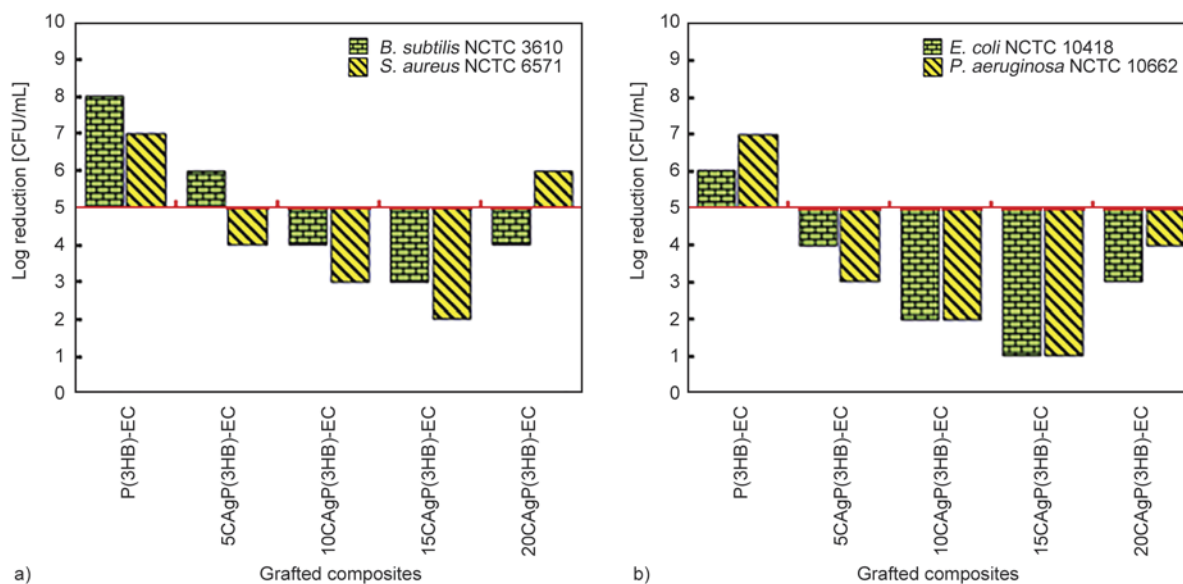 10
9
8
7
6
5
4
3
2
1
0
Log reduction [CFU/mL]
B. subtilis NCTC 3610
S. aureus NCTC 6571
P(3HB)-EC
5CAgP(3HB)-EC
10CAgP(3HB)-EC
15CAgP(3HB)-EC
20CAgP(3HB)-EC
a)
Grafted composites
10
9
8
7
6
5
4
3
2
1
0
Log reduction [CFU/mL]
E. coli NCTC 10418
P. aeruginosa NCTC 10662
P(3HB)-EC
5CAgP(3HB)-EC
10CAgP(3HB)-EC
15CAgP(3HB)-EC
20CAgP(3HB)-EC
b)
Grafted composites